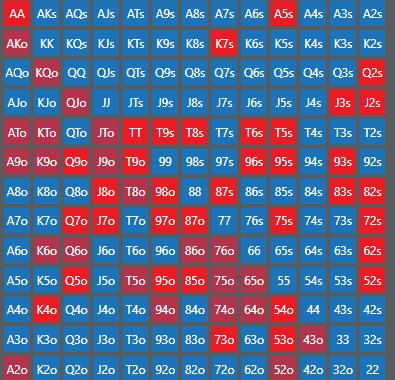 AA AKs AQs AJs ATs A9s A8s A7s A6s A5s A4s A3s A2s
AKo KK KQs KJs KTs K9s K8s K7s K6s K5s K4s K3s K2s
AQo KQo QQ QJs QTs Q9s Q8s Q7s Q6s Q5s Q4s Q3s Q2s
AJo KJo QJo JJ JTs J9s J8s J7s J6s J5s J4s J3s J2s
ATo KTo QTo JTo TT T9s T8s T7s T6s T5s T4s T3s T2s
A9o K9o Q9o J9o T9o 99 98s 97s 96s 95s 94s 93s 92s
A8o K8o Q8o J8o T8o 98o 88 87s 86s 85s 84s 83s 82s
A7o K7o Q7o J7o T7o 97o 87o 77 76s 75s 74s 73s 72s
A6o K6o Q6o J6o T6o 96o 86o 76o 66 65s 64s 63s 62s
A5o K5o Q5o J5o T5o 95o 85o 75o 65o 55 54s 53s 52s
A4o K4o Q4o J4o T4o 94o 84o 74o 64o 54o 44 43s 42s
A3o K3o Q3o J3o T3o 93o 83o 73o 63o 53o 43o 33 32s
A2o K2o Q2o J2o T2o 92o 82o 72o 62o 52o 42o 32o 22